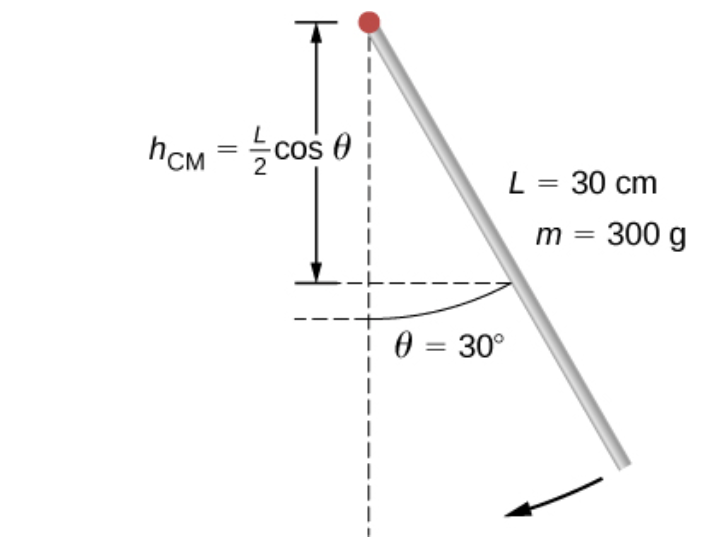 h_CM = L/2 cos θ
L = 30 cm
m = 300 g
θ = 30°